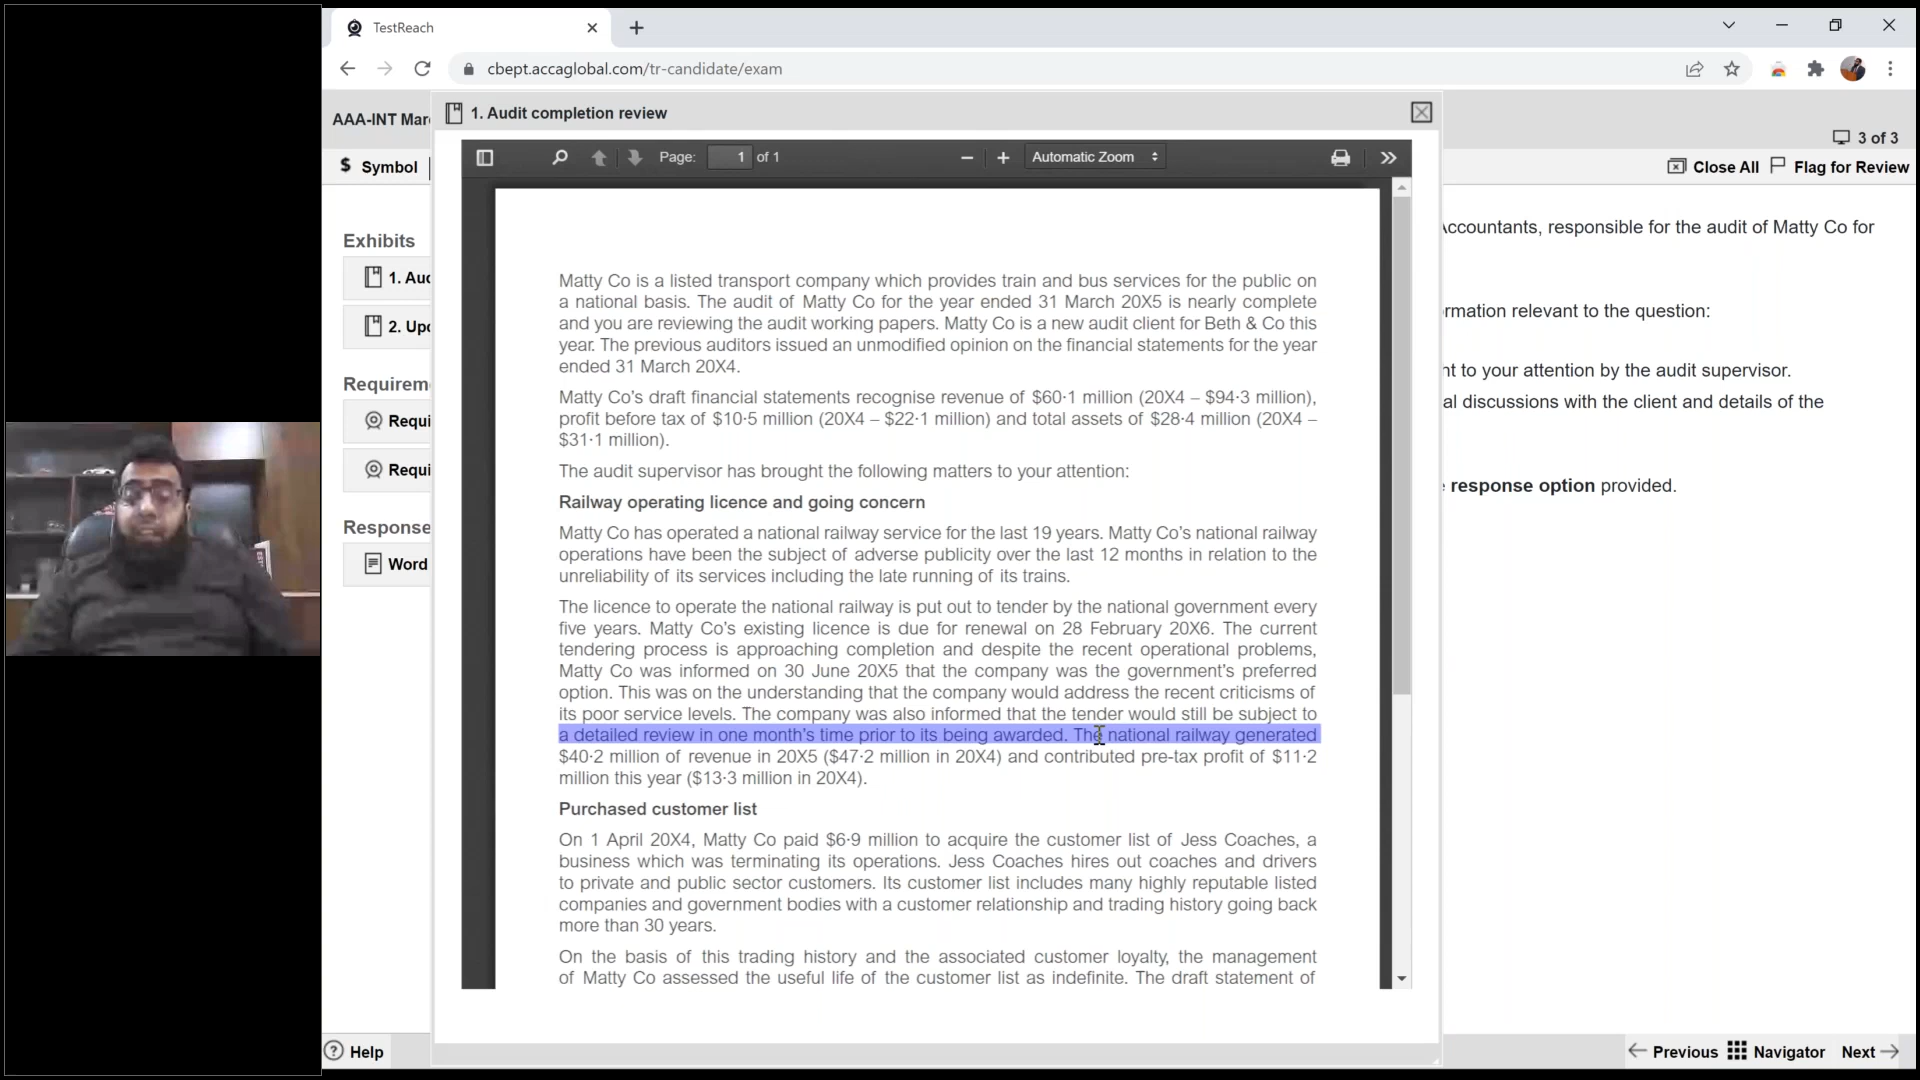 TestReach
cbept.accaglobal.com/tr-candidate/exam
AAA-INT Mar
1. Audit completion review
3 of 3
$ Symbol
Page: 1 of 1
Automatic Zoom
Close All
Flag for Review
Exhibits
1. Auc
2. Upc
Requirem
Requi
Requi
Response
Word
Matty Co is a listed transport company which provides train and bus services for the public on
a national basis. The audit of Matty Co for the year ended 31 March 20X5 is nearly complete
and you are reviewing the audit working papers. Matty Co is a new audit client for Beth & Co this
year. The previous auditors issued an unmodified opinion on the financial statements for the year
ended 31 March 20X4.
Matty Co's draft financial statements recognise revenue of $60·1 million (20X4 – $94·3 million),
profit before tax of $10·5 million (20X4 – $22·1 million) and total assets of $28·4 million (20X4 –
$31·1 million).
The audit supervisor has brought the following matters to your attention:
Railway operating licence and going concern
Matty Co has operated a national railway service for the last 19 years. Matty Co's national railway
operations have been the subject of adverse publicity over the last 12 months in relation to the
unreliability of its services including the late running of its trains.
The licence to operate the national railway is put out to tender by the national government every
five years. Matty Co's existing licence is due for renewal on 28 February 20X6. The current
tendering process is approaching completion and despite the recent operational problems,
Matty Co was informed on 30 June 20X5 that the company was the government's preferred
option. This was on the understanding that the company would address the recent criticisms of
its poor service levels. The company was also informed that the tender would still be subject to
a detailed review in one month's time prior to its being awarded. The national railway generated
$40·2 million of revenue in 20X5 ($47·2 million in 20X4) and contributed pre-tax profit of $11·2
million this year ($13·3 million in 20X4).
Purchased customer list
On 1 April 20X4, Matty Co paid $6·9 million to acquire the customer list of Jess Coaches, a
business which was terminating its operations. Jess Coaches hires out coaches and drivers
to private and public sector customers. Its customer list includes many highly reputable listed
companies and government bodies with a customer relationship and trading history going back
more than 30 years.
On the basis of this trading history and the associated customer loyalty, the management
of Matty Co assessed the useful life of the customer list as indefinite. The draft statement of
Accountants, responsible for the audit of Matty Co for
rmation relevant to the question:
nt to your attention by the audit supervisor.
al discussions with the client and details of the
response option provided.
Help
Previous
Navigator
Next